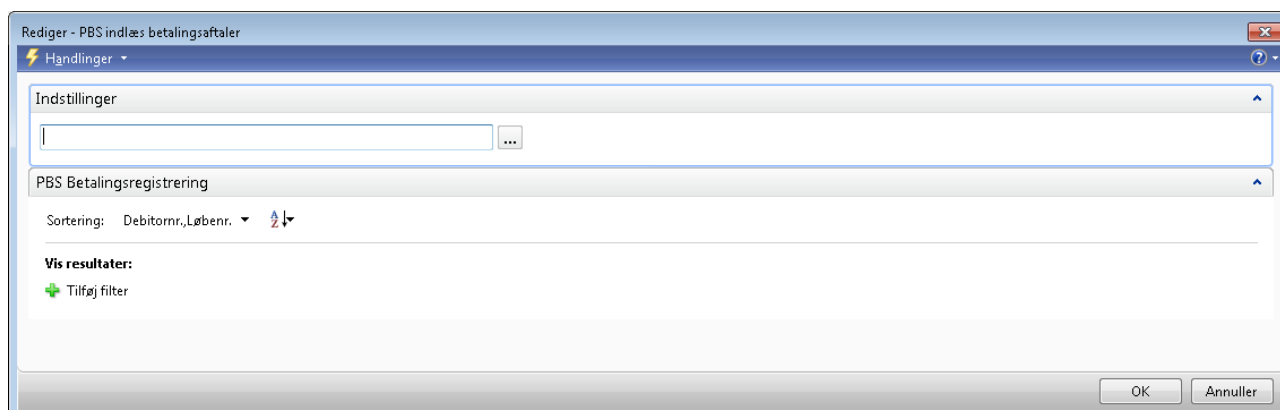 Rediger - PBS indlæs betalingsaftaler
Handlinger
Indstillinger
...
PBS Betalingsregistrering
Sortering: Debitornr.,Løbenr.
Vis resultater:
Tilføj filter
OK Annuller